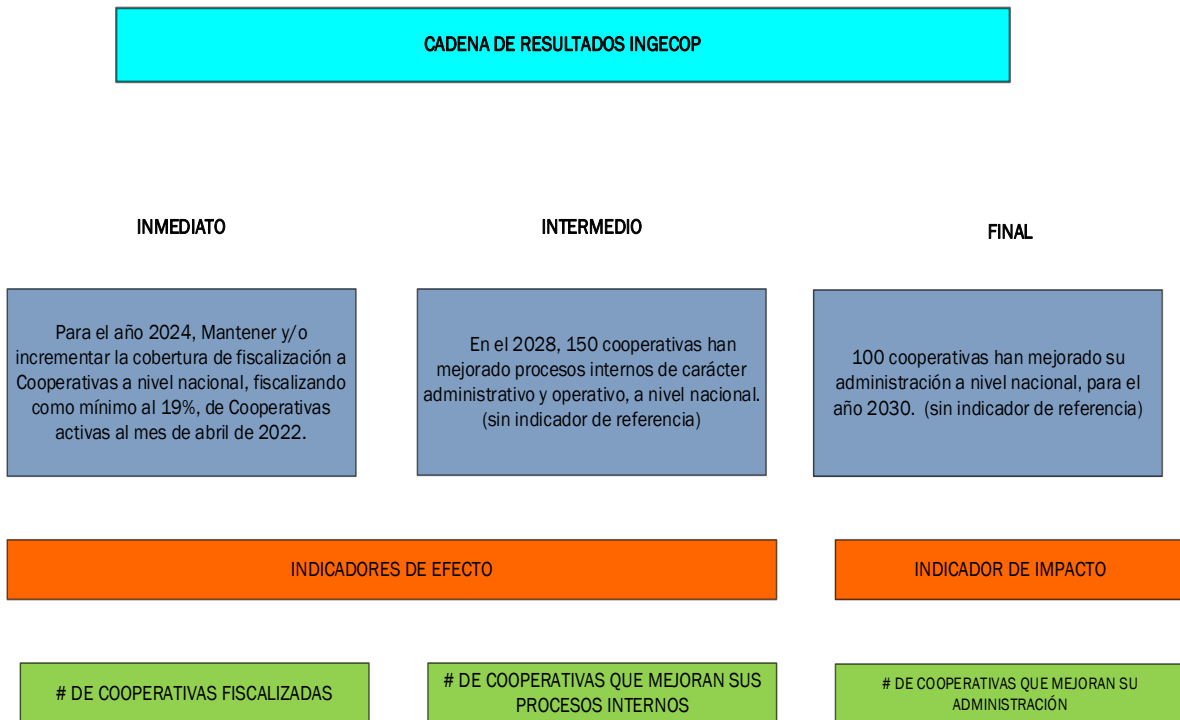 CADENA DE RESULTADOS INGECOP
INMEDIATO
INTERMEDIO
FINAL
Para el año 2024, Mantener y/o
incrementar la cobertura de fiscalización a
Cooperativas a nivel nacional, fiscalizando
como mínimo al 19%, de Cooperativas
activas al mes de abril de 2022.
En el 2028, 150 cooperativas han
mejorado procesos internos de carácter
administrativo y operativo, a nivel nacional.
(sin indicador de referencia)
100 cooperativas han mejorado su
administración a nivel nacional, para el
año 2030. (sin indicador de referencia)
INDICADORES DE EFECTO
INDICADOR DE IMPACTO
# DE COOPERATIVAS FISCALIZADAS
# DE COOPERATIVAS QUE MEJORAN SUS
PROCESOS INTERNOS
# DE COOPERATIVAS QUE MEJORAN SU
ADMINISTRACIÓN